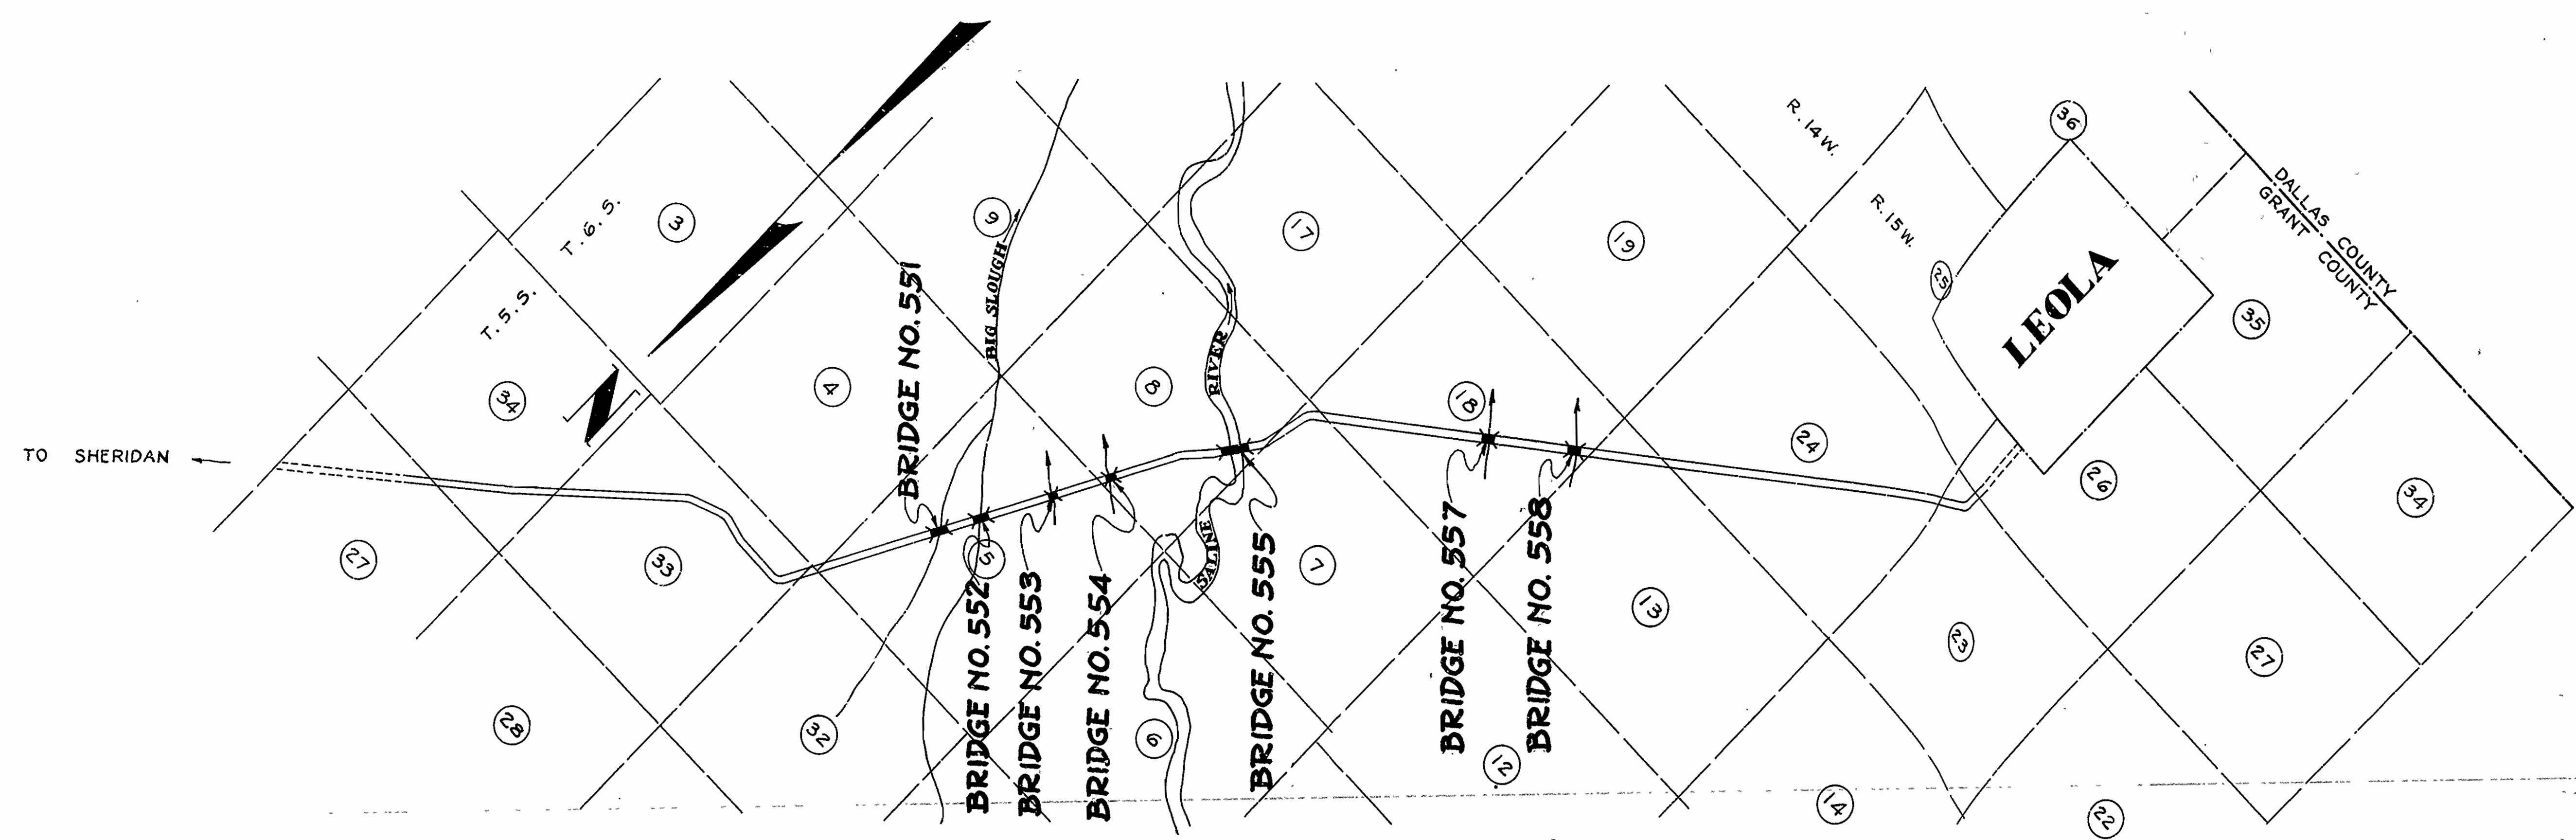 TO SHERIDAN
T. 6. S.
T. 5. S.
N
3
34
27
28
33
32
4
9
BIG SLOUGH
BRIDGE NO. 551
5
BRIDGE NO. 552
BRIDGE NO. 553
BRIDGE NO. 554
8
6
RIVER
SALINE
BRIDGE NO. 555
17
7
18
BRIDGE NO. 557
BRIDGE NO. 558
12
19
13
R. 14 W.
R. 15 W.
24
14
23
25
36
LEOLA
26
22
35
27
34
DALLAS COUNTY
GRANT COUNTY